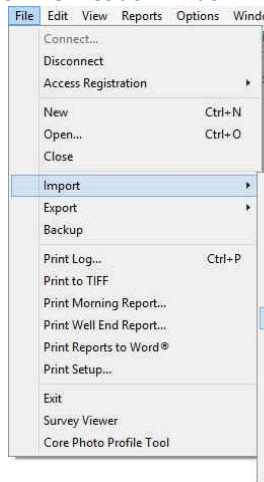 File Edit View Reports Options
Connect...
Disconnect
Access Registration
New Ctrl+N
Open... Ctrl+O
Close
Import
Export
Backup
Print Log... Ctrl+P
Print to TIFF
Print Morning Report...
Print Well End Report...
Print Reports to Word®
Print Setup...
Exit
Survey Viewer
Core Photo Profile Tool